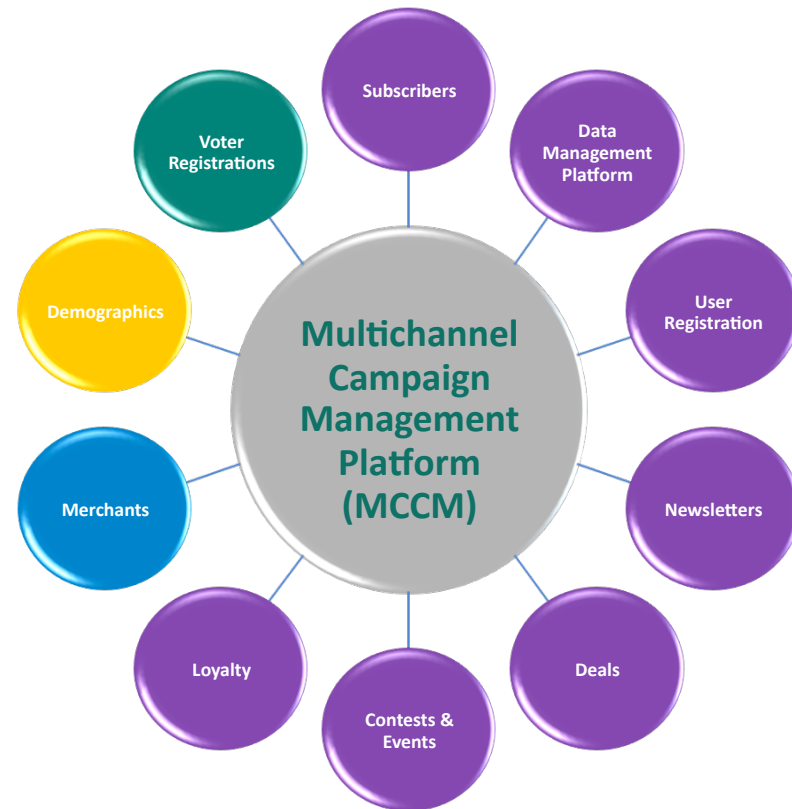 Subscribers
Data
Management
Platform
User
Registration
Newsletters
Deals
Contests &
Events
Loyalty
Merchants
Demographics
Voter
Registrations
Multichannel
Campaign
Management
Platform
(MCCM)